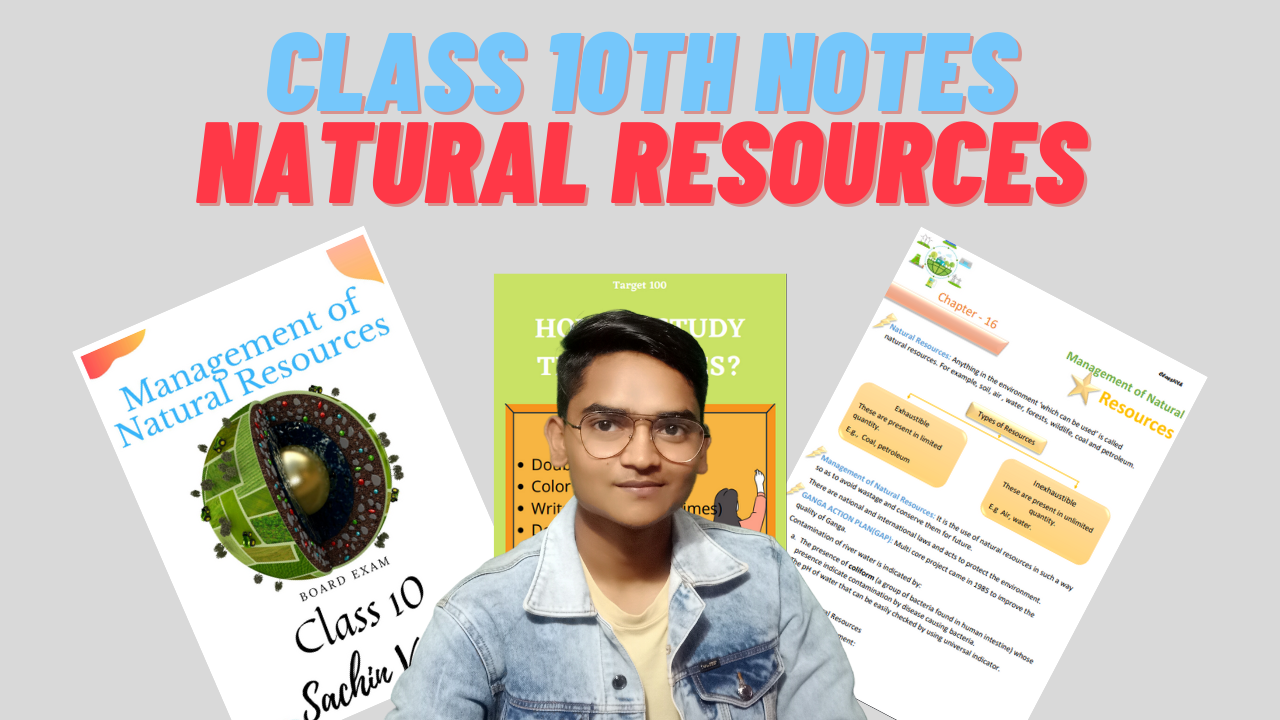 CLASS 10TH NOTES
NATURAL RESOURCES
Management of
Natural Resources
BOARD EXAM
Class 10
Sachin
Target 100
• Doub
• Color
• Writ
imes)
Chapter - 16
Management of Natural
Resources
Natural Resources: Anything in the environment 'which can be used' is called
natural resources. For example, soil, air , water, forests, wildlife, coal and petroleum.
Types of Resources
Exhaustible
These are present in limited
quantity.
E.g., Coal, petroleum
Inexhaustible
These are present in unlimited
quantity.
E.g Air, water.
Management of Natural Resources: It is the use of natural resources in such a way
so as to avoid wastage and conserve them for future.
There are national and international laws and acts to protect the environment.
GANGA ACTION PLAN(GAP): Multi core project came in 1985 to improve the
quality of Ganga.
Contamination of river water is indicated by:
a. The presence of coliform (a group of bacteria found in human intestine) whose
presence indicate contamination by disease causing bacteria.
The pH of water that can be easily checked by using universal indicator.
Resources